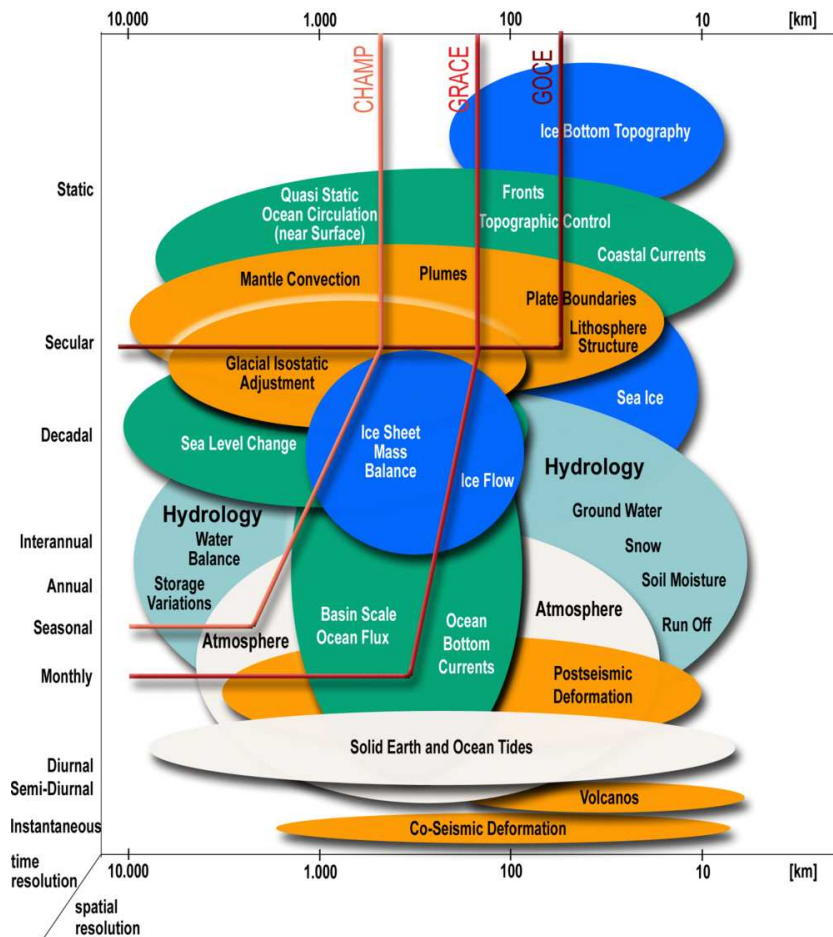 10.000 1.000 100 10 [km]
CHAMP
GRACE
GOCE
Ice Bottom Topography
Static
Quasi Static
Ocean Circulation
(near Surface)
Fronts
Topographic Control
Coastal Currents
Mantle Convection
Plumes
Plate Boundaries
Lithosphere
Structure
Secular
Glacial Isostatic
Adjustment
Sea Ice
Decadal
Sea Level Change
Ice Sheet
Mass
Balance
Ice Flow
Hydrology
Ground Water
Snow
Soil Moisture
Run Off
Hydrology
Water
Balance
Storage
Variations
Interannual
Annual
Seasonal
Atmosphere
Basin Scale
Ocean Flux
Ocean
Bottom
Currents
Atmosphere
Monthly
Postseismic
Deformation
Solid Earth and Ocean Tides
Diurnal
Semi-Diurnal
Volcanos
Instantaneous
Co-Seismic Deformation
time
resolution
10.000 1.000 100 10 [km]
spatial
resolution